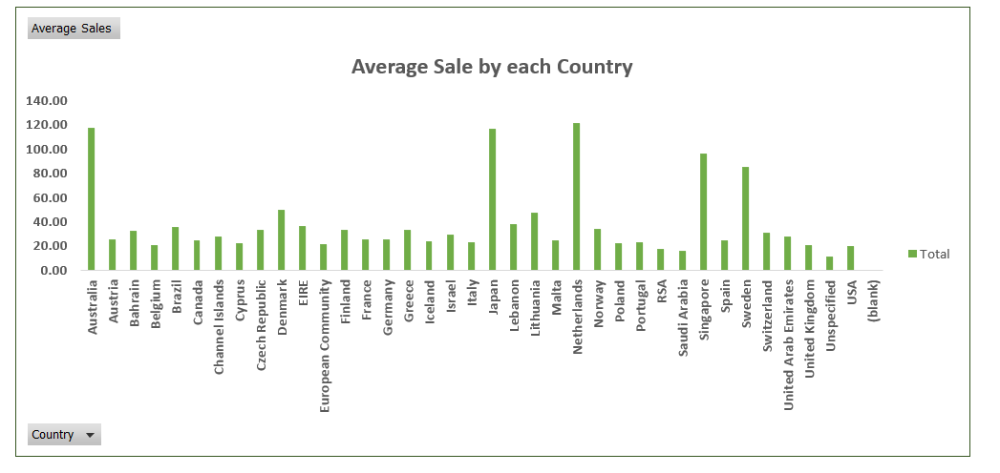 Average Sales
Average Sale by each Country
140.00
120.00
100.00
80.00
60.00
40.00
20.00
0.00
Australia
Austria
Bahrain
Belgium
Brazil
Canada
Channel Islands
Cyprus
Czech Republic
Denmark
EIRE
European Community
Finland
France
Germany
Greece
Iceland
Israel
Italy
Japan
Lebanon
Lithuania
Malta
Netherlands
Norway
Poland
Portugal
RSA
Saudi Arabia
Singapore
Spain
Sweden
Switzerland
United Arab Emirates
United Kingdom
Unspecified
USA
(blank)
Total
Country